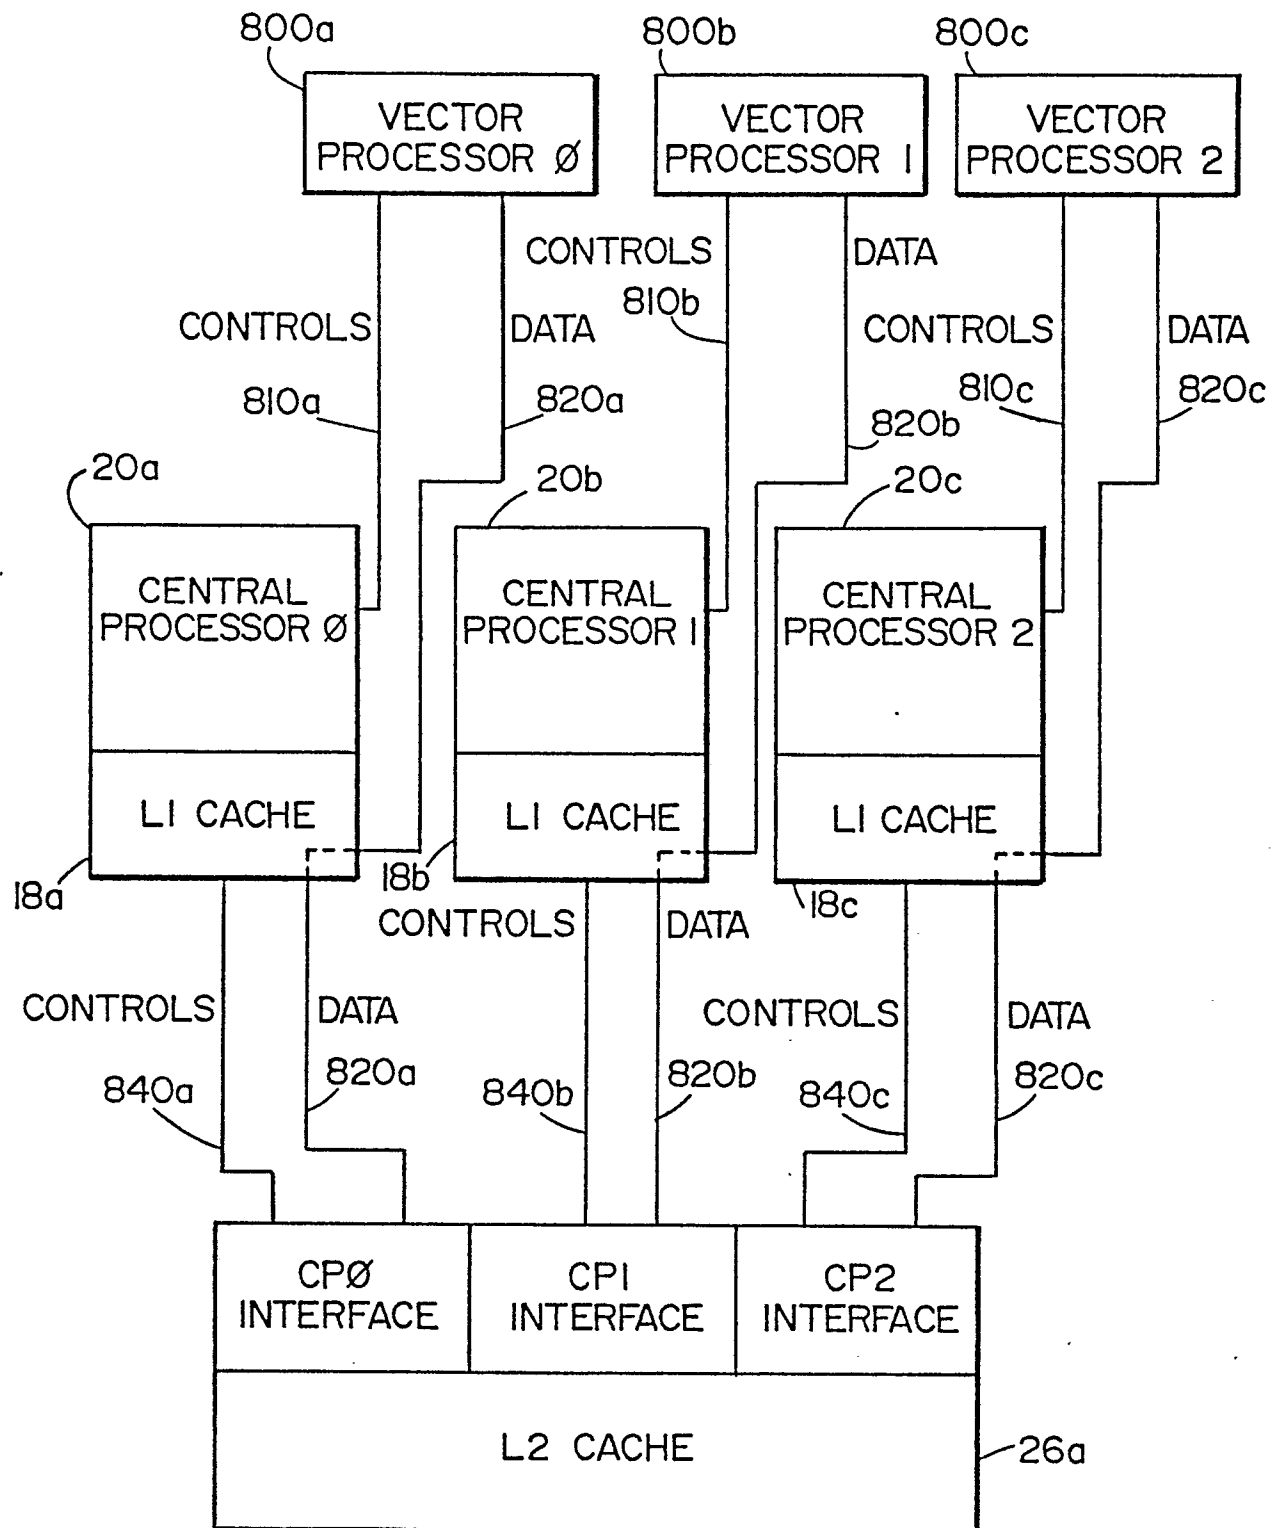 800a
800b
800c
VECTOR
PROCESSOR Ø
VECTOR
PROCESSOR 1
VECTOR
PROCESSOR 2
CONTROLS
DATA
810b
CONTROLS
DATA
CONTROLS
DATA
810a
820a
810c
820c
820b
20a
20b
20c
CENTRAL
PROCESSOR Ø
CENTRAL
PROCESSOR 1
CENTRAL
PROCESSOR 2
L1 CACHE
L1 CACHE
L1 CACHE
18a
18b
18c
CONTROLS
DATA
CONTROLS
DATA
CONTROLS
DATA
840a
820a
840b
820b
840c
820c
CPØ
INTERFACE
CP1
INTERFACE
CP2
INTERFACE
L2 CACHE
26a